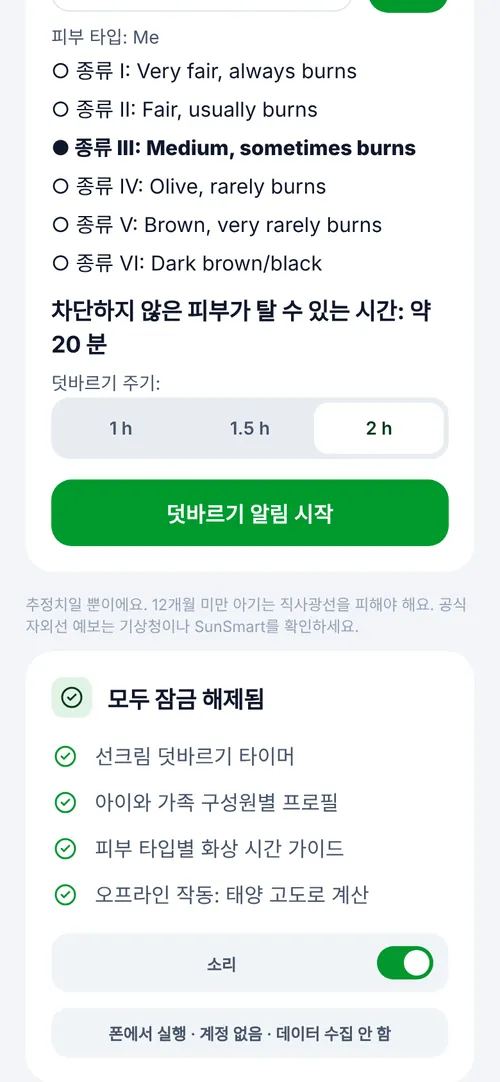 피부 타입: Me
종류 I: Very fair, always burns
종류 II: Fair, usually burns
종류 III: Medium, sometimes burns
종류 IV: Olive, rarely burns
종류 V: Brown, very rarely burns
종류 VI: Dark brown/black
차단하지 않은 피부가 탈 수 있는 시간: 약
20 분
덧바르기 주기:
1 h 1.5 h 2 h
덧바르기 알림 시작
추정치일 뿐이에요. 12개월 미만 아기는 직사광선을 피해야 해요. 공식
자외선 예보는 기상청이나 SunSmart를 확인하세요.
모두 잠금 해제됨
선크림 덧바르기 타이머
아이와 가족 구성원별 프로필
피부 타입별 화상 시간 가이드
오프라인 작동: 태양 고도로 계산
소리
폰에서 실행 · 계정 없음 · 데이터 수집 안 함